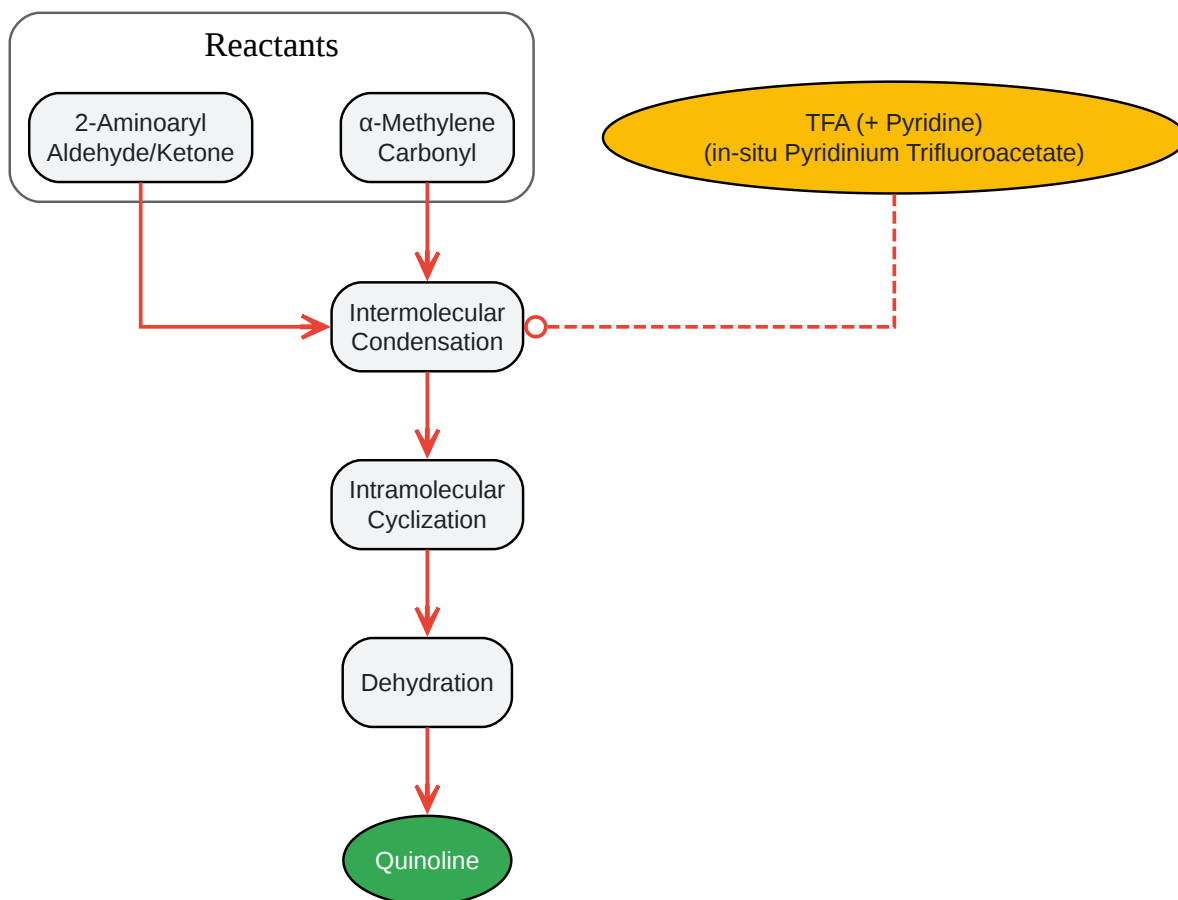 Reactants
2-Aminoaryl
Aldehyde/Ketone
α-Methylene
Carbonyl
TFA (+ Pyridine)
(in-situ Pyridinium Trifluoroacetate)
Intermolecular
Condensation
Intramolecular
Cyclization
Dehydration
Quinoline